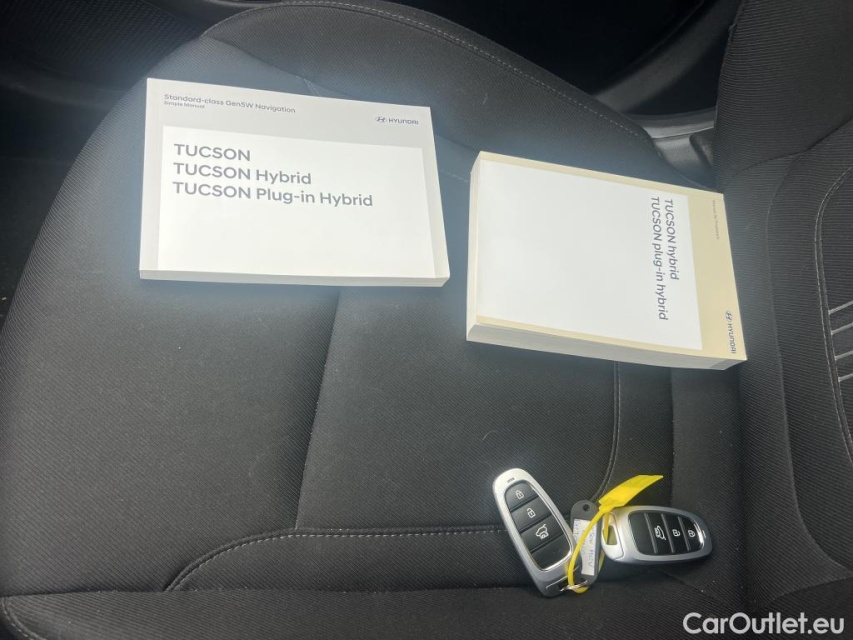 Standard-class Gen5W Navigation
Simple Manual
HYUNDAI
TUCSON
TUCSON Hybrid
TUCSON Plug-in Hybrid
TUCSON hybrid
TUCSON plug-in hybrid
HYUNDAI
CarOutlet.eu